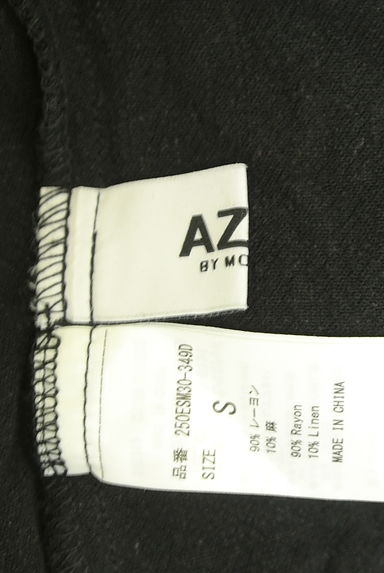 AZ
BY MO
品番 250ESM30-349D
SIZE S
90% レーヨン
10% 麻
90% Rayon
10% Linen
MADE IN CHINA